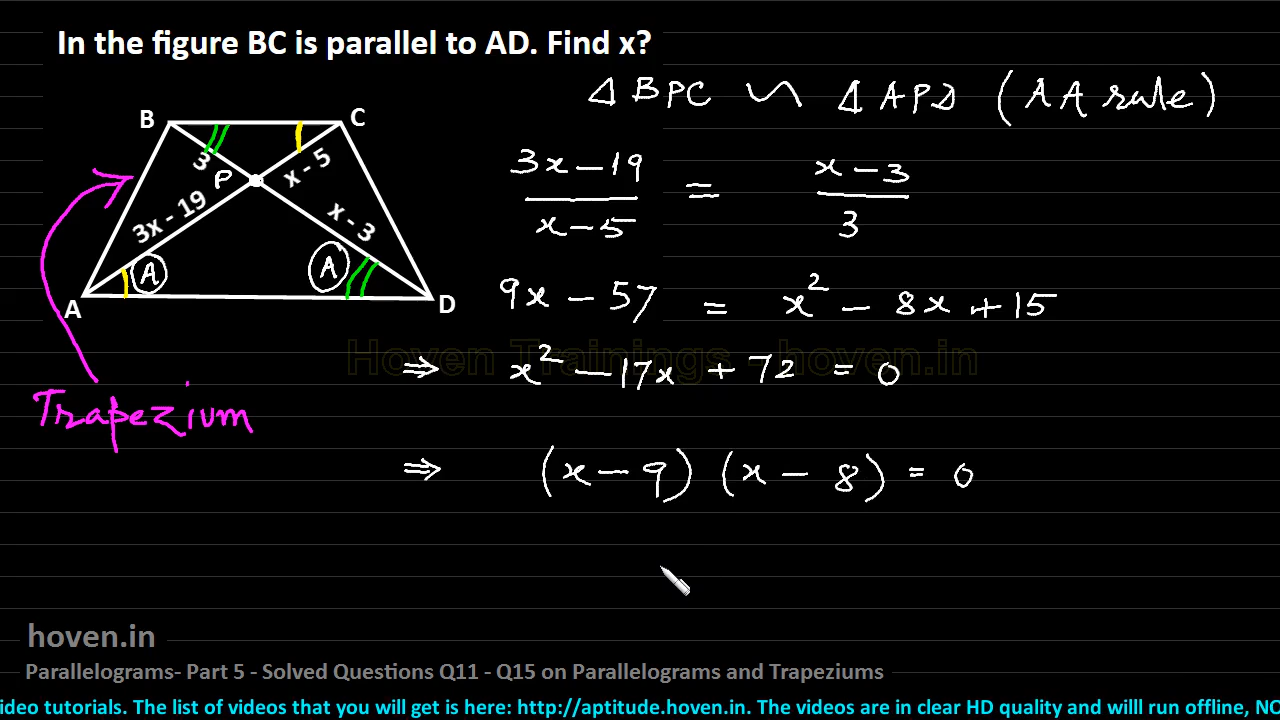 In the figure BC is parallel to AD. Find x?
Δ BPC ∽ Δ APD (AA rule)
B
C
3
P
x - 5
3x - 19
x - 3
A
A
A
D
Trapezium
3x - 19 / x - 5 = x - 3 / 3
9x - 57 = x² - 8x + 15
Hoven Trainings - hoven.in
⇒ x² - 17x + 72 = 0
⇒ (x - 9) (x - 8) = 0
hoven.in
Parallelograms- Part 5 - Solved Questions Q11 - Q15 on Parallelograms and Trapeziums
ideo tutorials. The list of videos that you will get is here: http://aptitude.hoven.in. The videos are in clear HD quality and willl run offline, NO